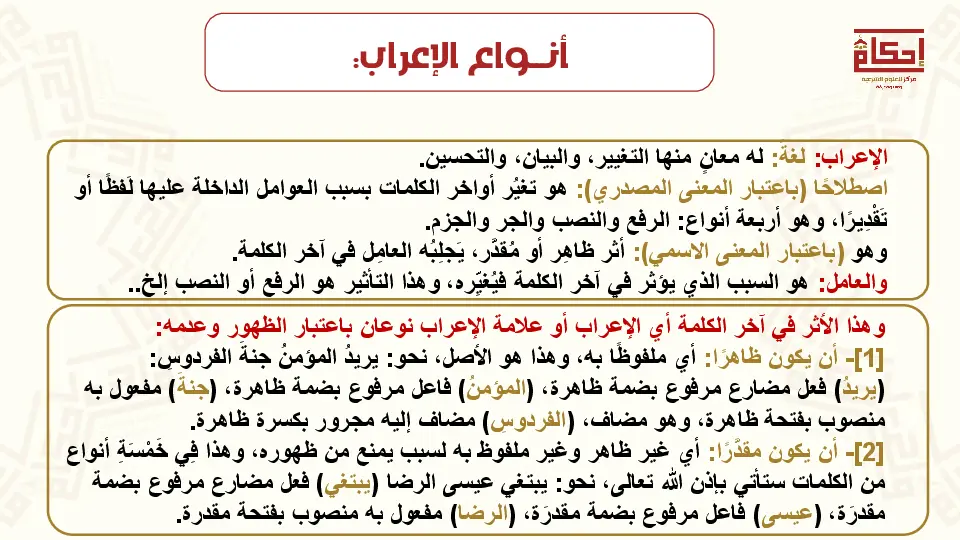 أنـواع الإعراب:
إحكام
مركز للعلوم الشرعية
الإعراب: لغة: له معانٍ منها التغيير، والبيان، والتحسين.
اصطلاحًا (باعتبار المعنى المصدري): هو تغيُر أواخر الكلمات بسبب العوامل الداخلة عليها لَفظًا أو
تَقْدِيرًا، وهو أربعة أنواع: الرفع والنصب والجر والجزم.
وهو (باعتبار المعنى الاسمي): أثر ظاهِر أو مُقدَّر، يَجلِبُه العامِل في آخر الكلمة.
والعامل: هو السبب الذي يؤثر في آخر الكلمة فيُغيِّره، وهذا التأثير هو الرفع أو النصب إلخ..
وهذا الأثر في آخر الكلمة أي الإعراب أو علامة الإعراب نوعان باعتبار الظهور وعدمه:
[1]- أن يكون ظاهرًا: أي ملفوظًا به، وهذا هو الأصل، نحو: يريدُ المؤمنُ جنةَ الفردوسِ:
(يريدُ) فعل مضارع مرفوع بضمة ظاهرة، (المؤمنُ) فاعل مرفوع بضمة ظاهرة، (جنةَ) مفعول به
منصوب بفتحة ظاهرة، وهو مضاف، (الفردوسِ) مضاف إليه مجرور بكسرة ظاهرة.
[2]- أن يكون مقدَّرًا: أي غير ظاهر وغير ملفوظ به لسبب يمنع من ظهوره، وهذا فِي خَمْسَةِ أنواع
من الكلمات ستأتي بإذن الله تعالى، نحو: يبتغي عيسى الرضا (يبتغي) فعل مضارع مرفوع بضمة
مقدرَة، (عيسى) فاعل مرفوع بضمة مقدرَة، (الرضا) مفعول به منصوب بفتحة مقدرة.